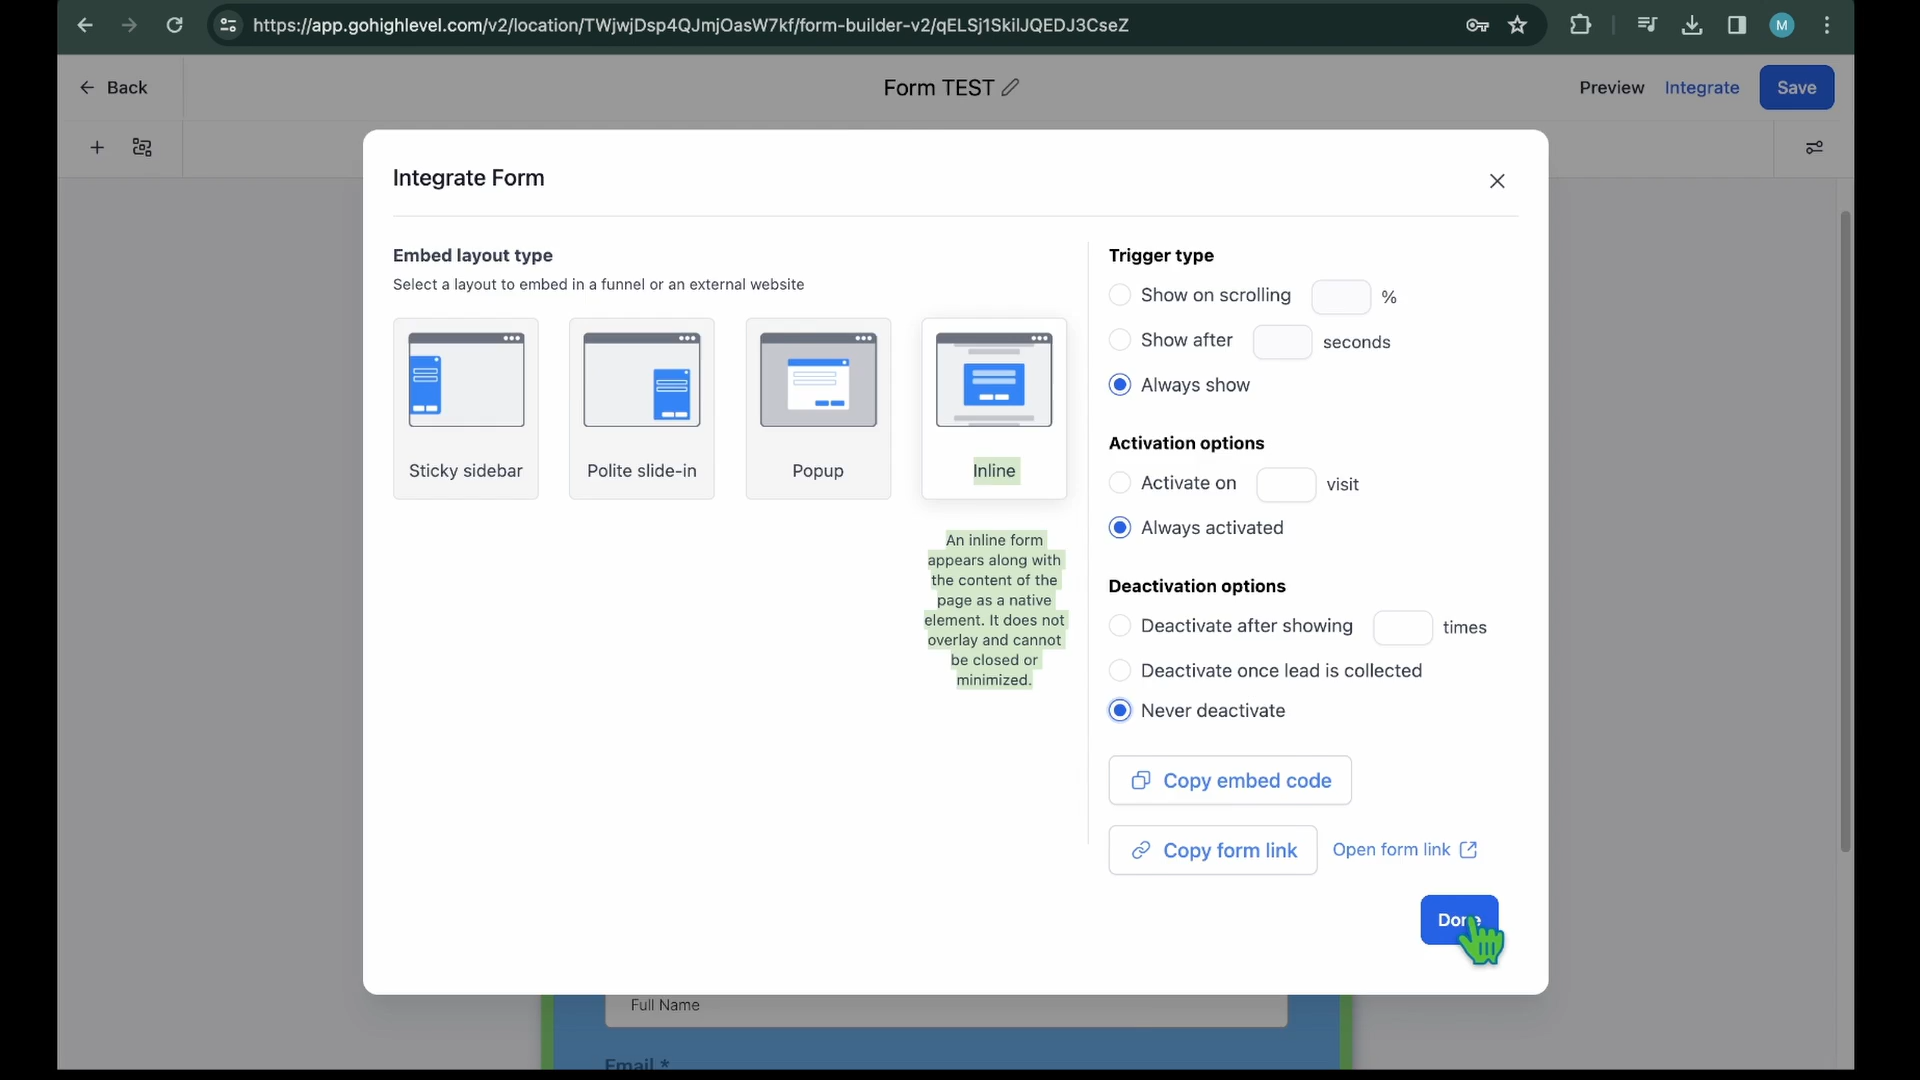 https://app.gohighlevel.com/v2/location/TWjwjDsp4QJmjOasW7kf/form-builder-v2/qELSj1SkilJQEDJ3CseZ
M
Back
Form TEST
Preview
Integrate
Save
Integrate Form
Embed layout type
Select a layout to embed in a funnel or an external website
Sticky sidebar
Polite slide-in
Popup
Inline
An inline form
appears along with
the content of the
page as a native
element. It does not
overlay and cannot
be closed or
minimized.
Trigger type
Show on scrolling %
Show after seconds
Always show
Activation options
Activate on visit
Always activated
Deactivation options
Deactivate after showing times
Deactivate once lead is collected
Never deactivate
Copy embed code
Copy form link
Open form link
Done
Full Name
Email *